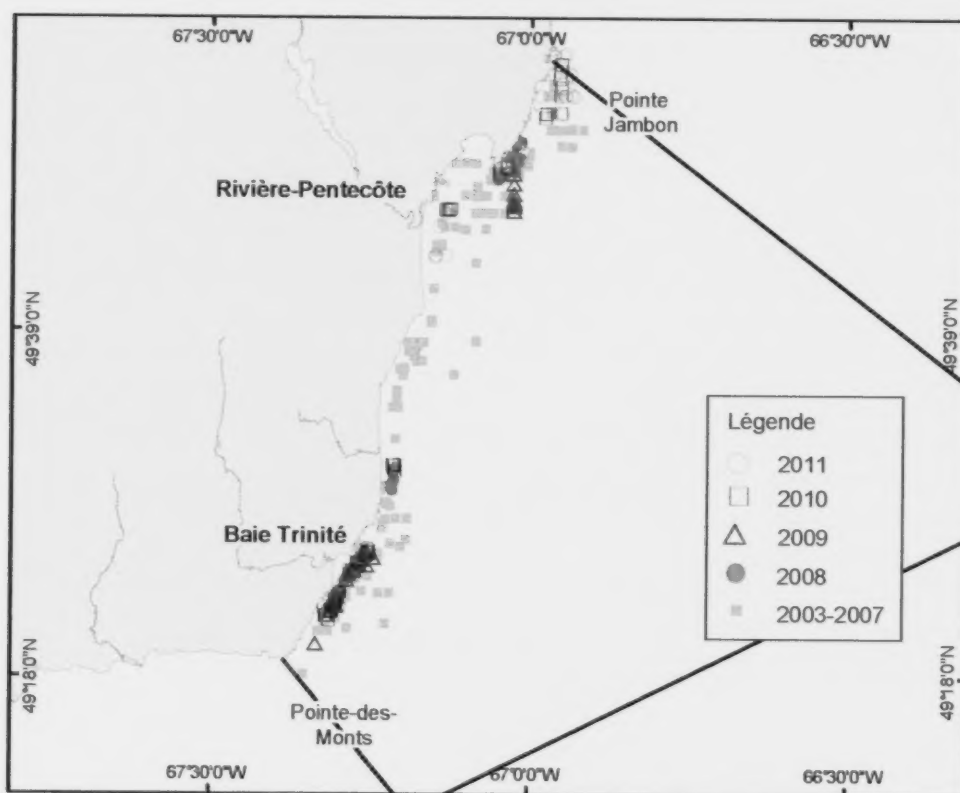 67°30'0"W
67°0'0"W
66°30'0"W
Pointe
Jambon
Rivière-Pentecôte
49°39'0"N
49°39'0"N
Légende
2011
2010
2009
2008
2003-2007
Baie Trinité
49°18'0"N
49°18'0"N
Pointe-des-
Monts
67°30'0"W
67°0'0"W
66°30'0"W